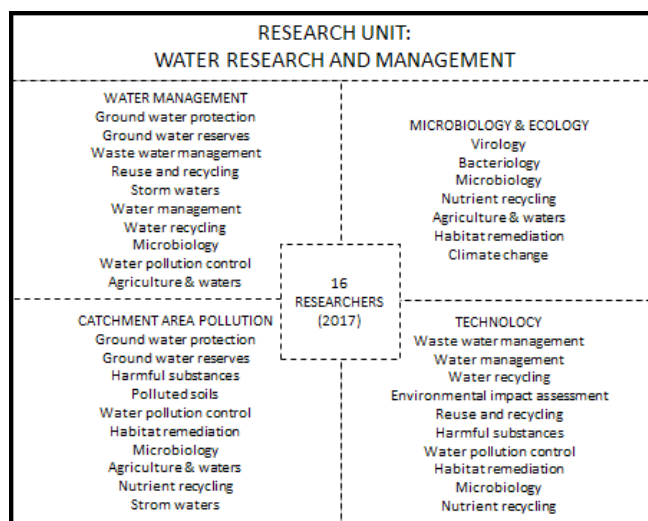 RESEARCH UNIT:
WATER RESEARCH AND MANAGEMENT
WATER MANAGEMENT
Ground water protection
Ground water reserves
Waste water management
Reuse and recycling
Storm waters
Water management
Water recycling
Microbiology
Water pollution control
Agriculture & waters
MICROBIOLOGY & ECOLOGY
Virology
Bacteriology
Microbiology
Nutrient recycling
Agriculture & waters
Habitat remediation
Climate change
16
RESEARCHERS
(2017)
CATCHMENT AREA POLLUTION
Ground water protection
Ground water reserves
Harmful substances
Polluted soils
Water pollution control
Habitat remediation
Microbiology
Agriculture & waters
Nutrient recycling
Strom waters
TECHNOLOGY
Waste water management
Water management
Water recycling
Environmental impact assessment
Reuse and recycling
Harmful substances
Water pollution control
Habitat remediation
Microbiology
Nutrient recycling